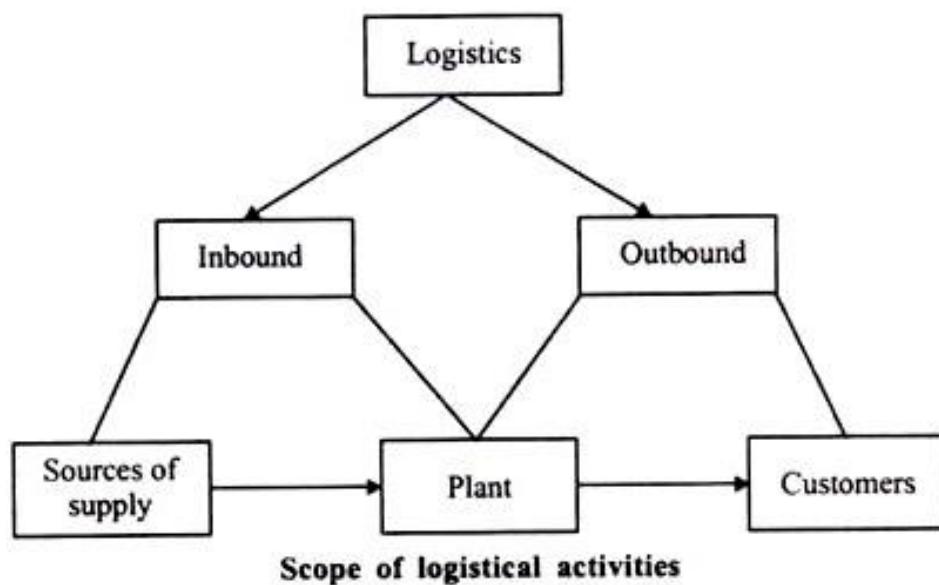 Logistics
Inbound
Outbound
Sources of
supply
Plant
Customers
Scope of logistical activities